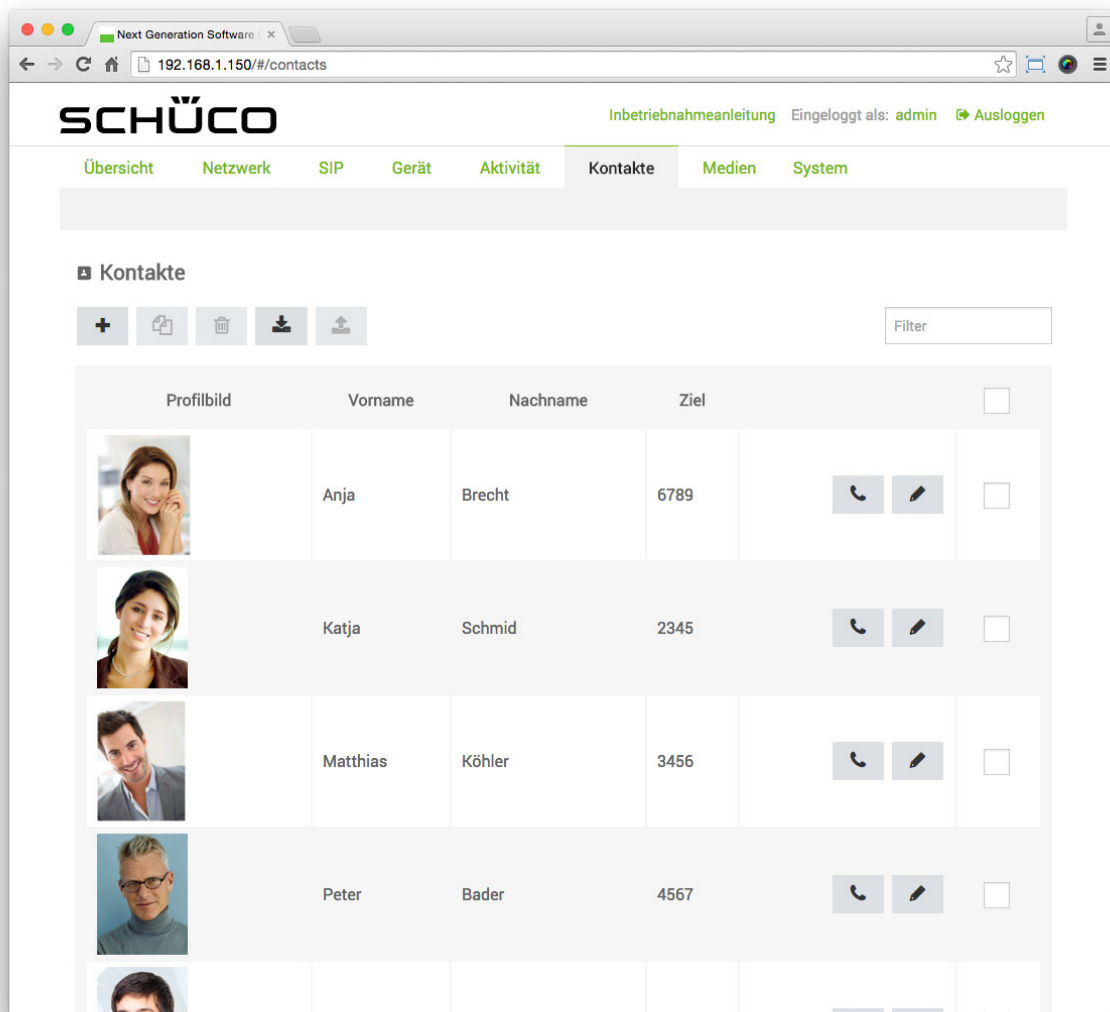 Next Generation Software
192.168.1.150/#/contacts
SCHÜCO
Inbetriebnahmeanleitung Eingeloggt als: admin Ausloggen
Übersicht Netzwerk SIP Gerät Aktivität Kontakte Medien System
Kontakte
Filter
Profilbild Vorname Nachname Ziel
Anja Brecht 6789
Katja Schmid 2345
Matthias Köhler 3456
Peter Bader 4567